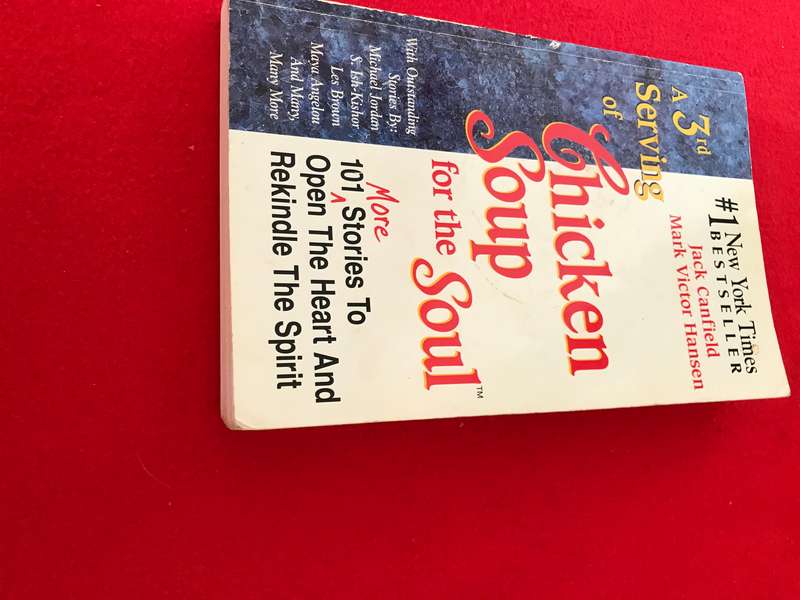 #1 New York Times
BESTSELLER
Jack Canfield
Mark Victor Hansen
A 3rd
Serving
of
Chicken
Soup
for the Soul™
With Outstanding
Stories By:
Michael Jordan
S. Ish-Kishor
Les Brown
Maya Angelou
And Many,
Many More
More
101 Stories To
Open The Heart And
Rekindle The Spirit